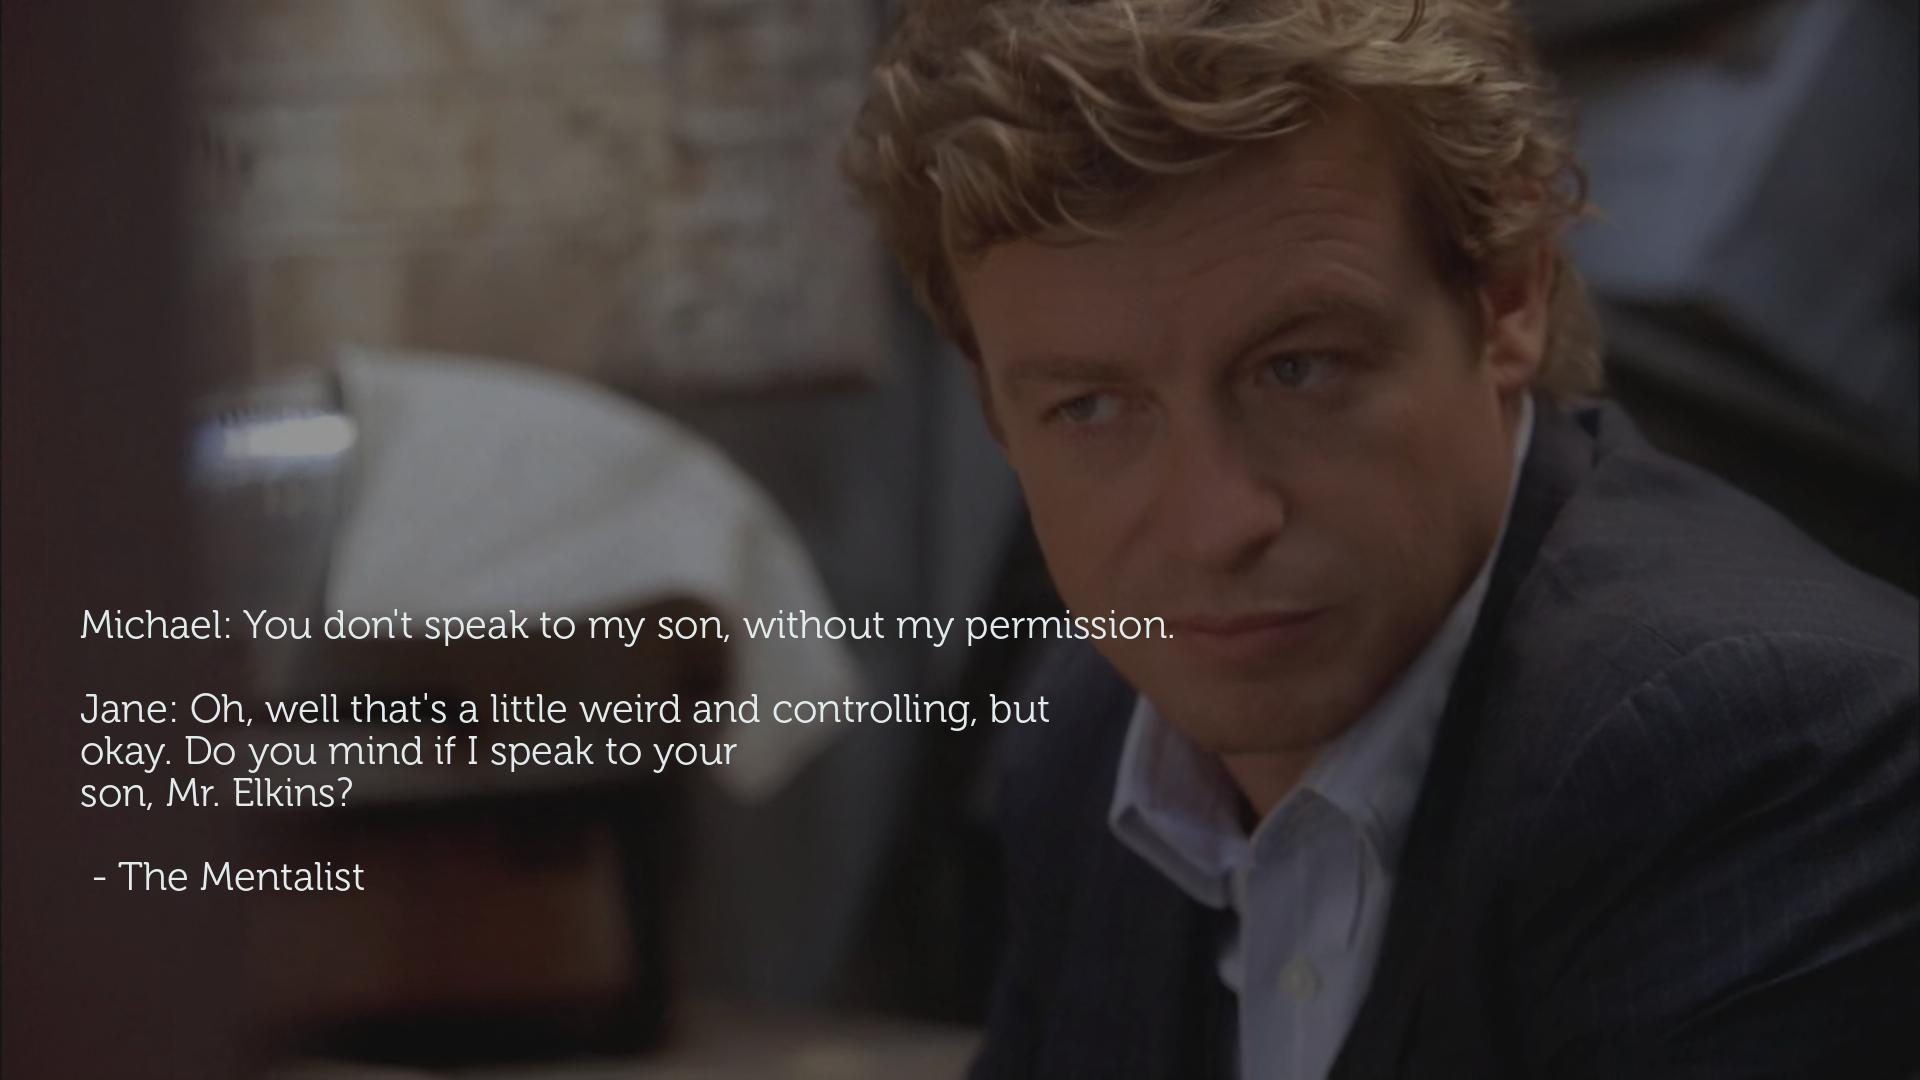 Michael: You don't speak to my son, without my permission.
Jane: Oh, well that's a little weird and controlling, but
okay. Do you mind if I speak to your
son, Mr. Elkins?
- The Mentalist